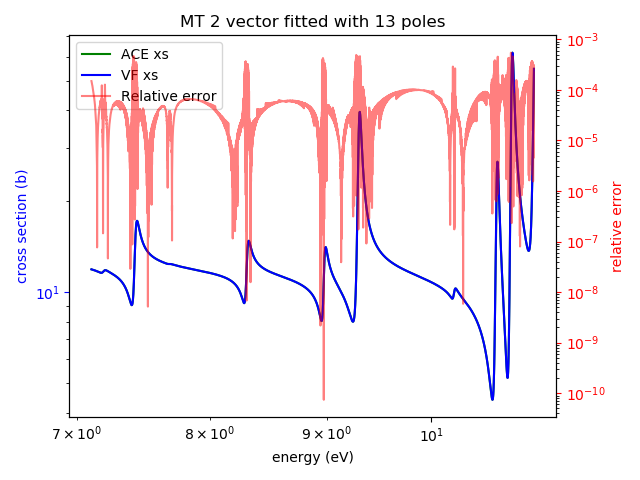 MT 2 vector fitted with 13 poles
ACE xs
VF xs
Relative error
cross section (b)
10¹
relative error
10⁻³
10⁻⁴
10⁻⁵
10⁻⁶
10⁻⁷
10⁻⁸
10⁻⁹
10⁻¹⁰
7 × 10⁰
8 × 10⁰
9 × 10⁰
10¹
energy (eV)